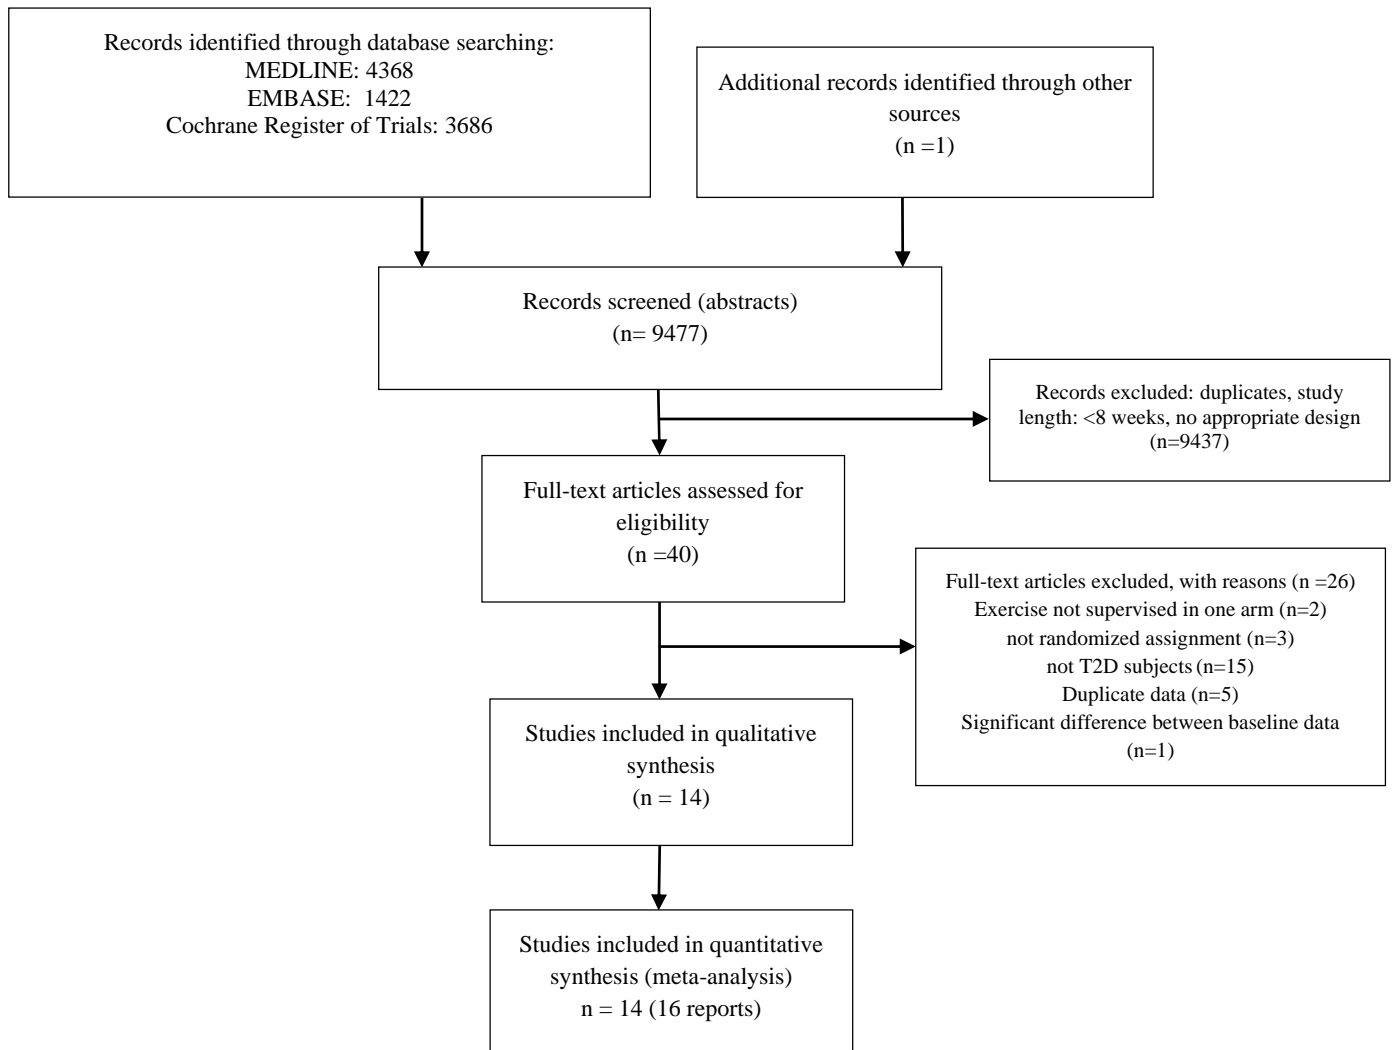 Records identified through database searching:
MEDLINE: 4368
EMBASE:  1422
Cochrane Register of Trials: 3686
Additional records identified through other
sources
(n =1)
Records screened (abstracts)
(n= 9477)
Records excluded: duplicates, study
length: <8 weeks, no appropriate design
(n=9437)
Full-text articles assessed for
eligibility
(n =40)
Full-text articles excluded, with reasons (n =26)
Exercise not supervised in one arm (n=2)
not randomized assignment (n=3)
not T2D subjects (n=15)
Duplicate data (n=5)
Significant difference between baseline data
(n=1)
Studies included in qualitative
synthesis
(n = 14)
Studies included in quantitative
synthesis (meta-analysis)
n = 14 (16 reports)